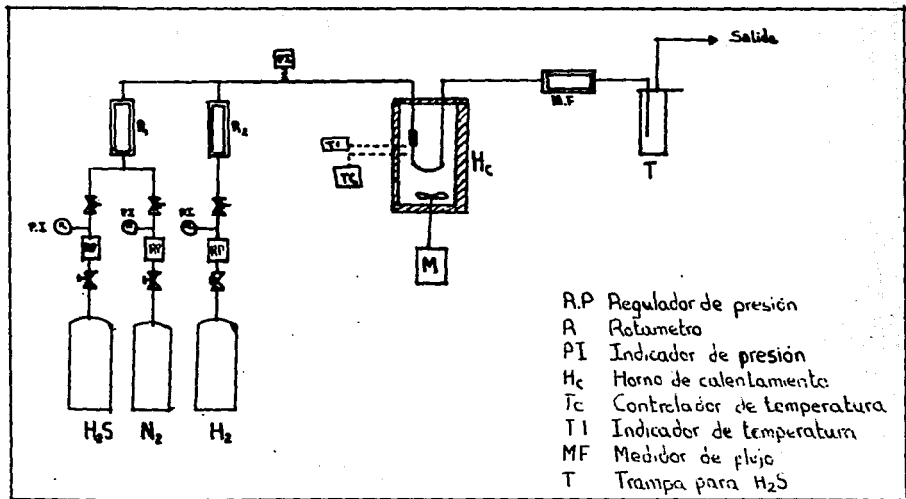 Salida
PI
R1
R2
M.F
TI
TC
Hc
T
P.I
PI
PI
RP
RP
RP
M
H2S
N2
H2
R.P Regulador de presión
R Rotametro
PI Indicador de presión
Hc Horno de calentamiento
Tc Controlador de temperatura
TI Indicador de temperatura
MF Medidor de flujo
T Trampa para H2S